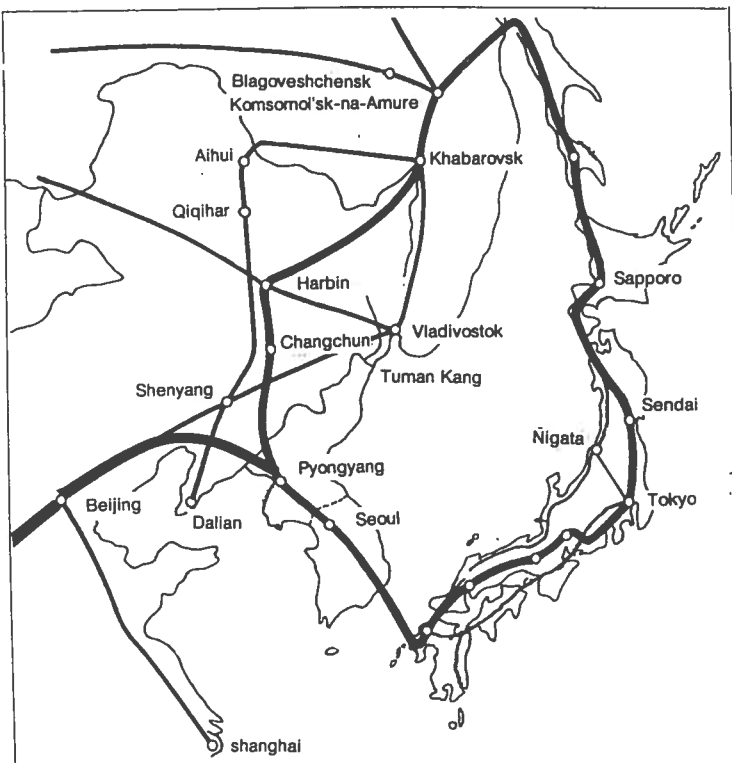 Blagoveshchensk
Komsomol'sk-na-Amure
Aihui
Khabarovsk
Qiqihar
Harbin
Sapporo
Changchun
Vladivostok
Tuman Kang
Shenyang
Sendai
Ñigata
Pyongyang
Beijing
Dalian
Seoul
Tokyo
shanghai